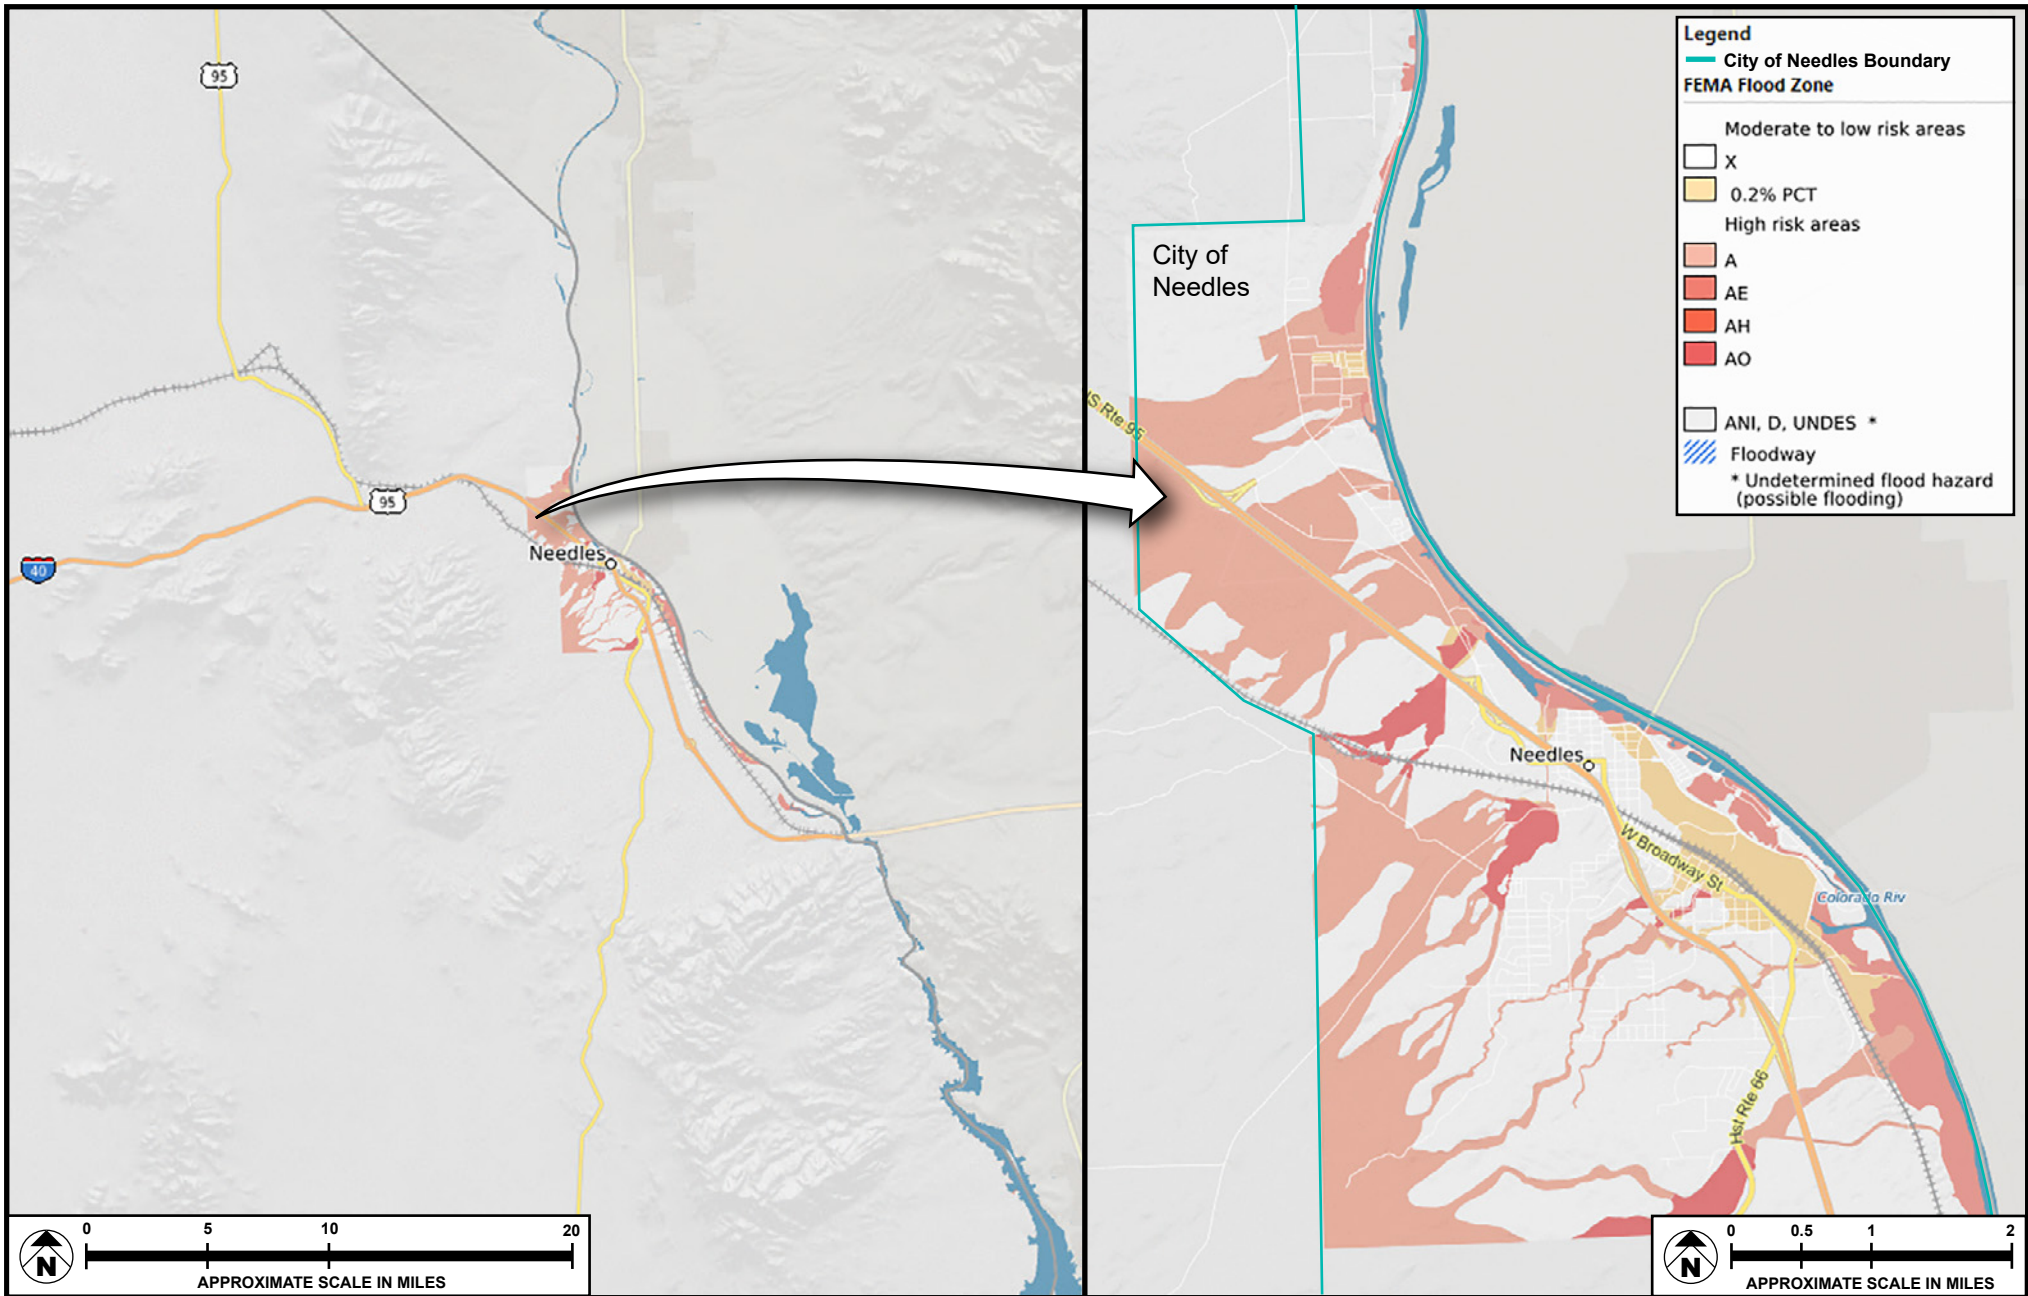 95
95
40
Needles
0 5 10 20
N
APPROXIMATE SCALE IN MILES
City of
Needles
US Rte 95
Needles
W Broadway St
Colorado Riv
Hst Rte 66
Legend
City of Needles Boundary
FEMA Flood Zone
Moderate to low risk areas
X
0.2% PCT
High risk areas
A
AE
AH
AO
ANI, D, UNDES *
Floodway
* Undetermined flood hazard
(possible flooding)
0 0.5 1 2
N
APPROXIMATE SCALE IN MILES